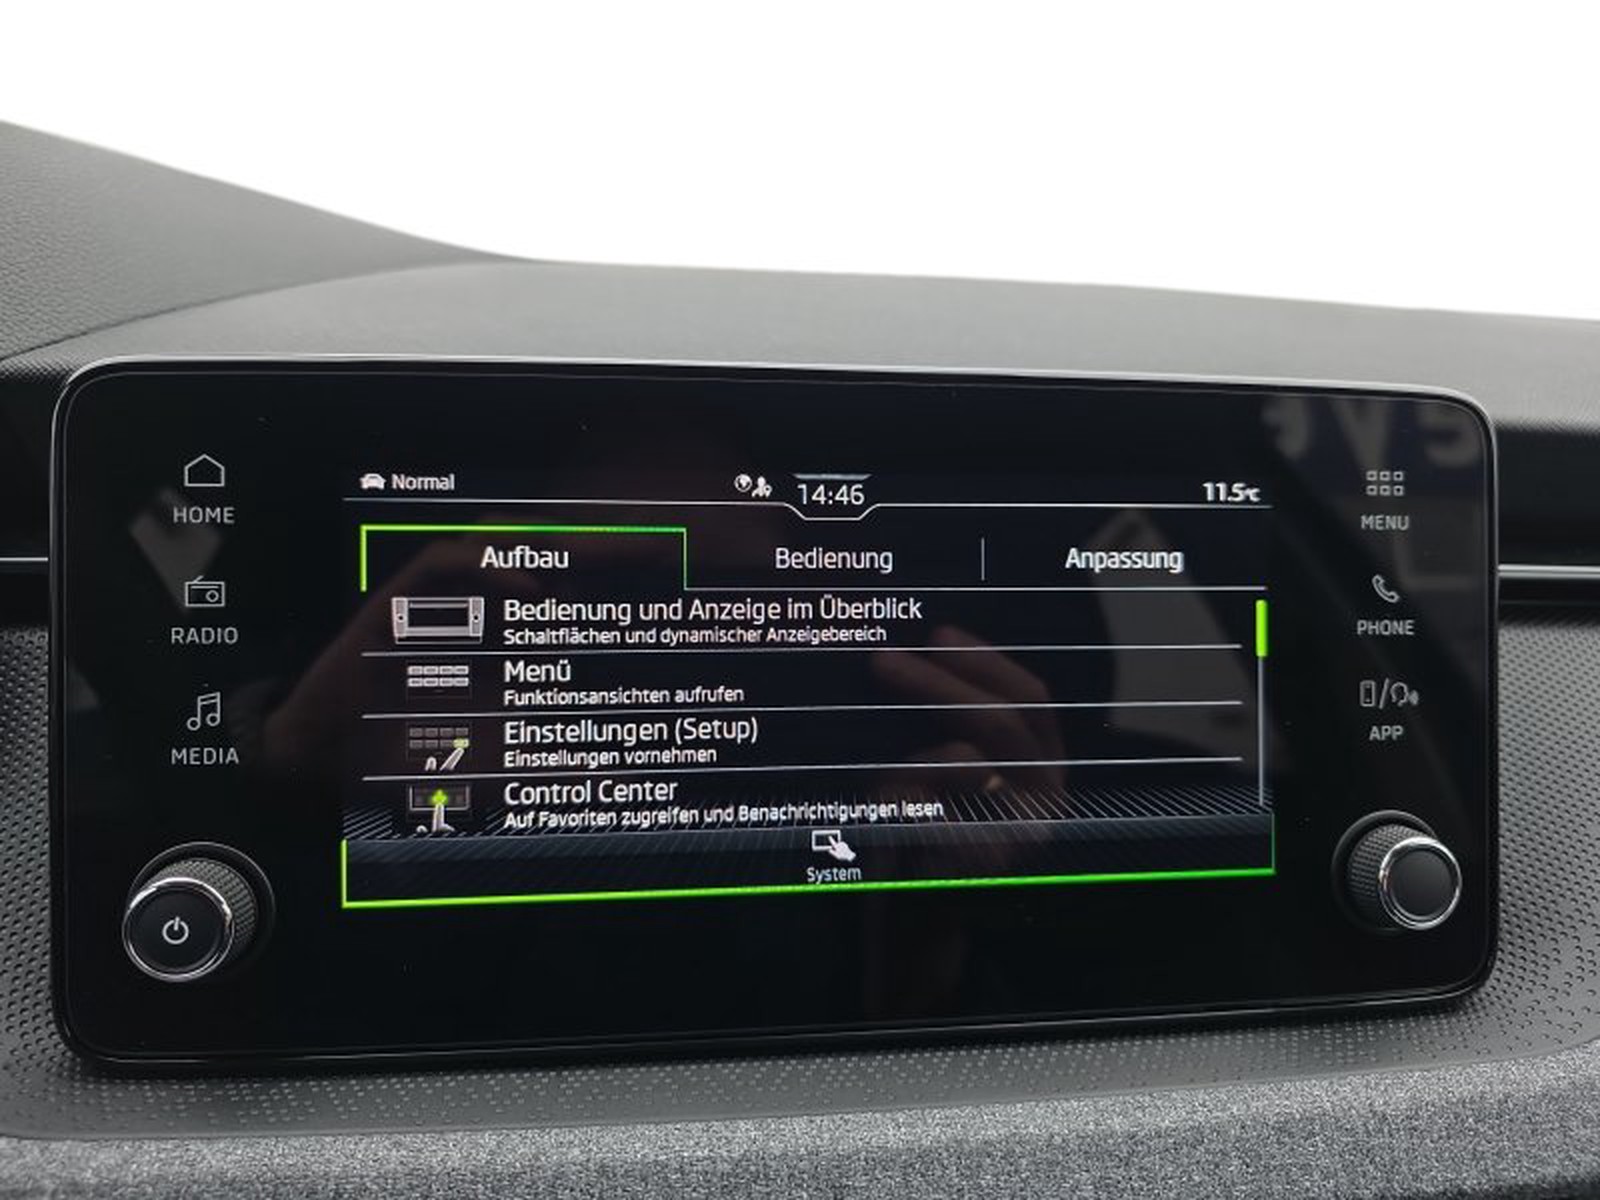 HOME
RADIO
MEDIA
Normal
14:46
11.5°C
Aufbau
Bedienung
Anpassung
Bedienung und Anzeige im Überblick
Schaltflächen und dynamischer Anzeigebereich
Menü
Funktionsansichten aufrufen
Einstellungen (Setup)
Einstellungen vornehmen
Control Center
Auf Favoriten zugreifen und Benachrichtigungen lesen
System
MENU
PHONE
APP